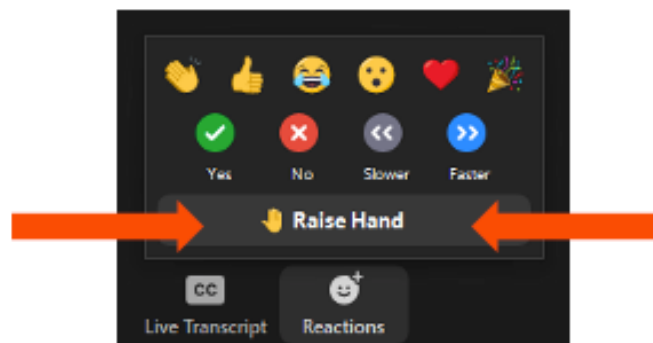 Yes No Slower Faster
Raise Hand
CC
Live Transcript Reactions